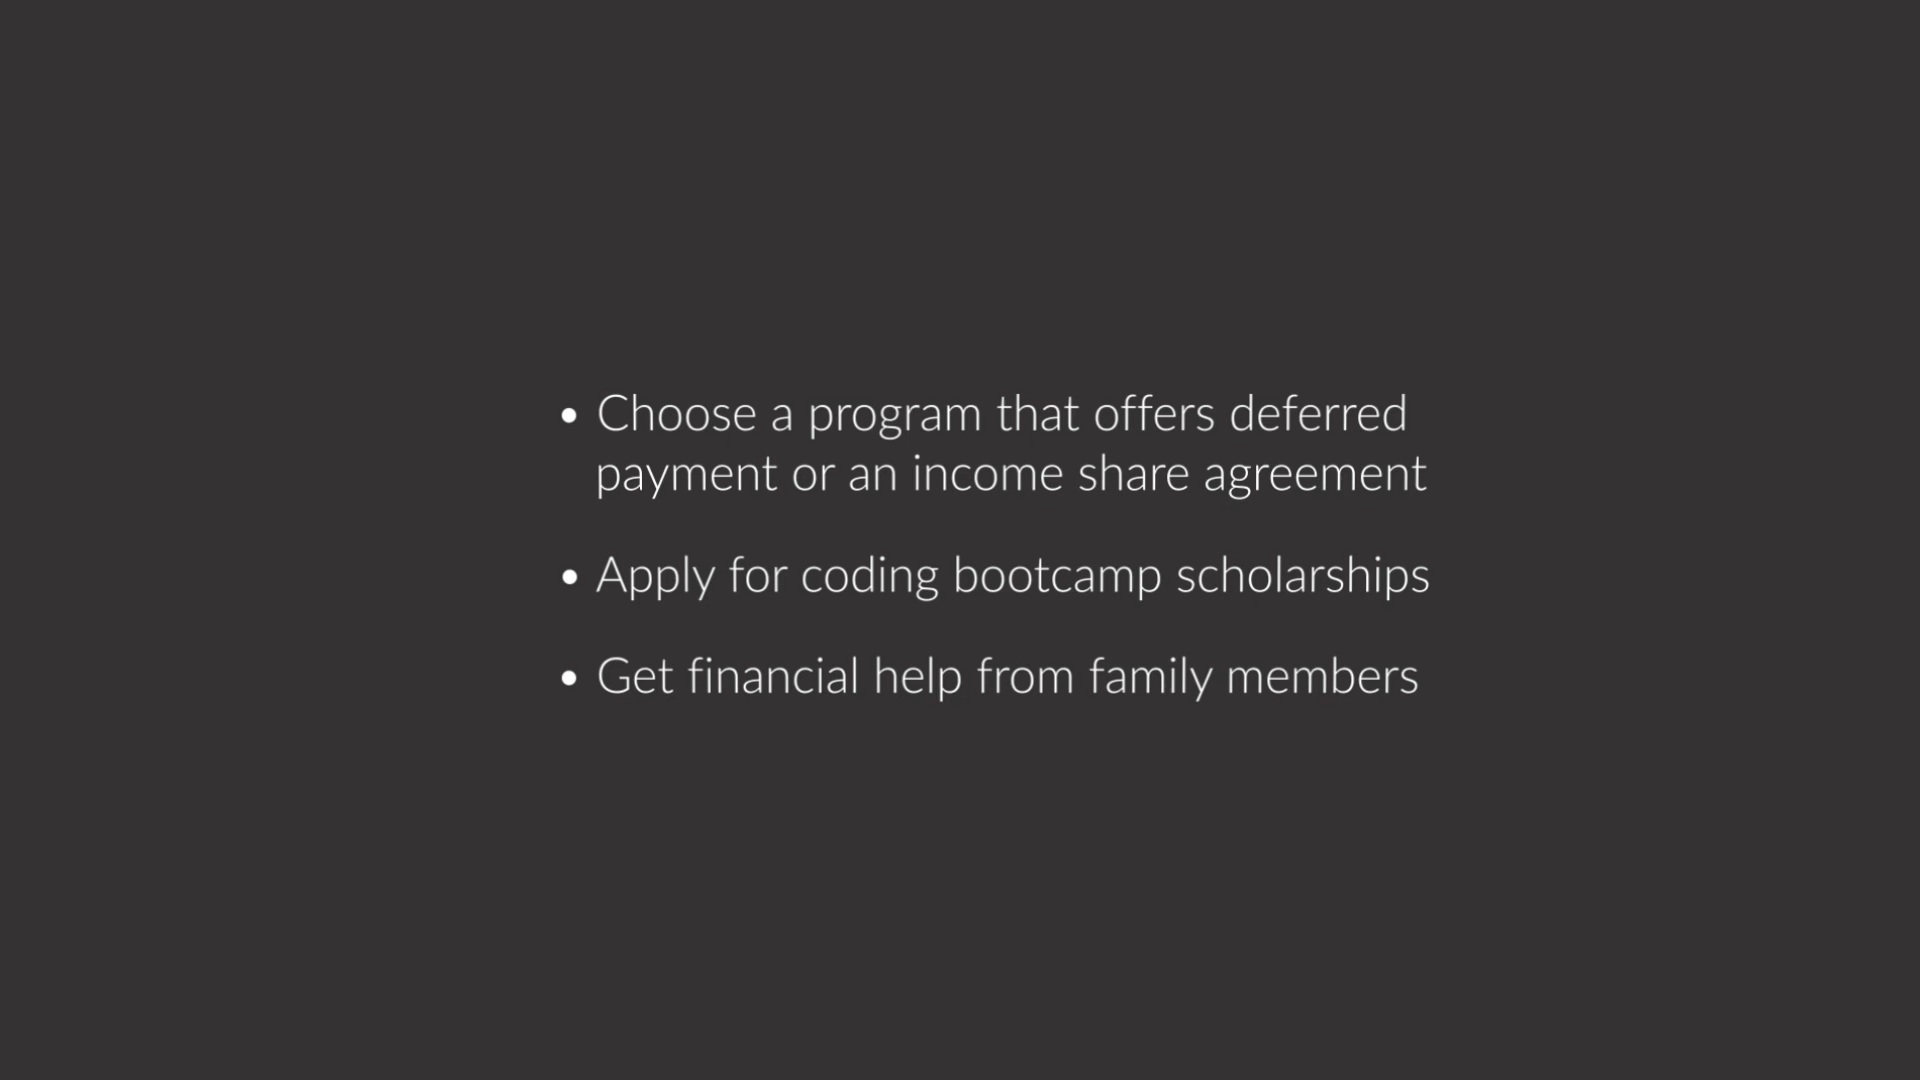 • Choose a program that offers deferred
payment or an income share agreement
• Apply for coding bootcamp scholarships
• Get financial help from family members